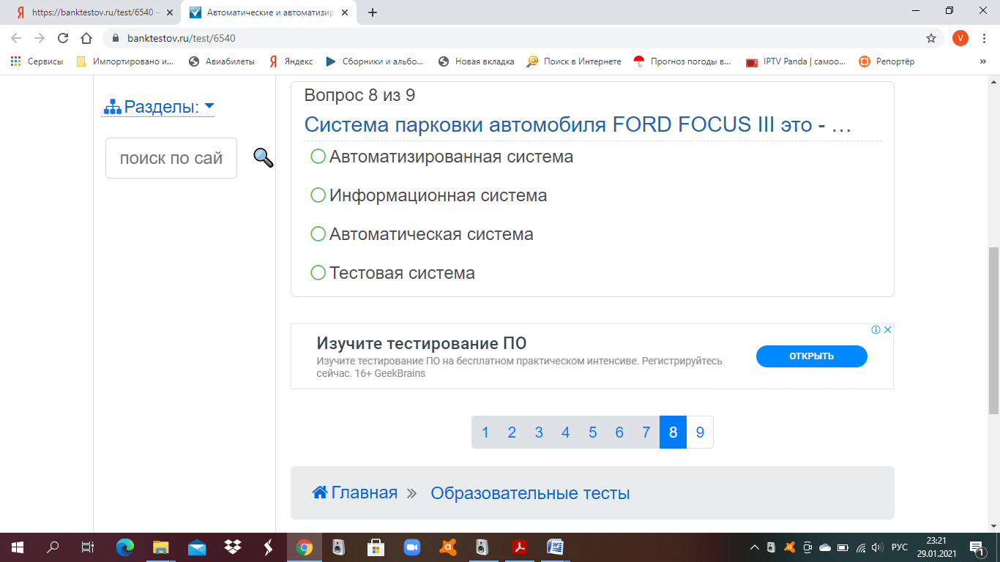 https://banktestov.ru/test/6540 –
Автоматические и автоматизир
banktestov.ru/test/6540
V
Сервисы
Импортировано и...
Авиабилеты
Яндекс
Сборники и альбо...
Новая вкладка
Поиск в Интернете
Прогноз погоды в...
IPTV Panda | самоо...
Репортёр
»
Разделы:
поиск по сай
Вопрос 8 из 9
Система парковки автомобиля FORD FOCUS III это - …
Автоматизированная система
Информационная система
Автоматическая система
Тестовая система
Изучите тестирование ПО
Изучите тестирование ПО на бесплатном практическом интенсиве. Регистрируйтесь
сейчас. 16+ GeekBrains
ОТКРЫТЬ
1 2 3 4 5 6 7 8 9
Главная » Образовательные тесты
РУС
23:21
29.01.2021
1